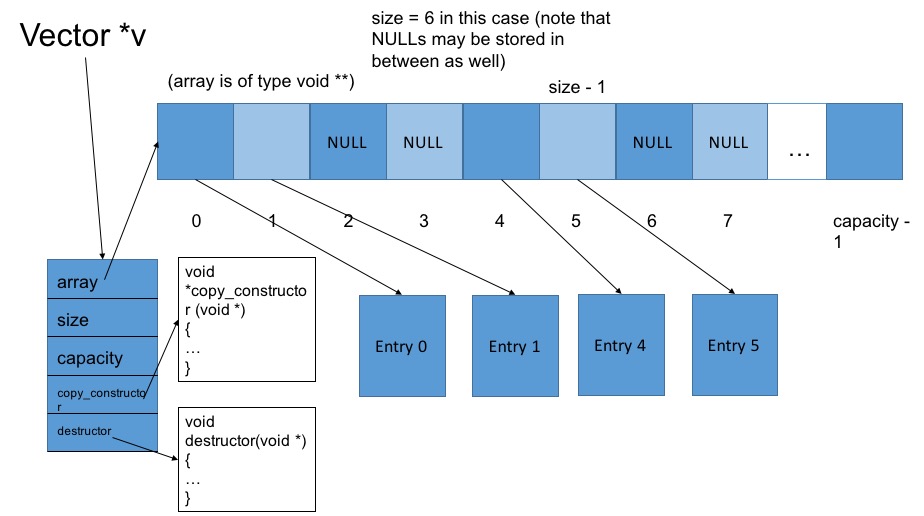 Vector *v
size = 6 in this case (note that
NULLs may be stored in
between as well)
(array is of type void **)
size - 1
NULL
NULL
NULL
NULL
...
0
1
2
3
4
5
6
7
capacity -
1
array
size
capacity
copy_constructo
r
destructor
void
*copy_constructo
r (void *)
{
...
}
void
destructor(void *)
{
...
}
Entry 0
Entry 1
Entry 4
Entry 5